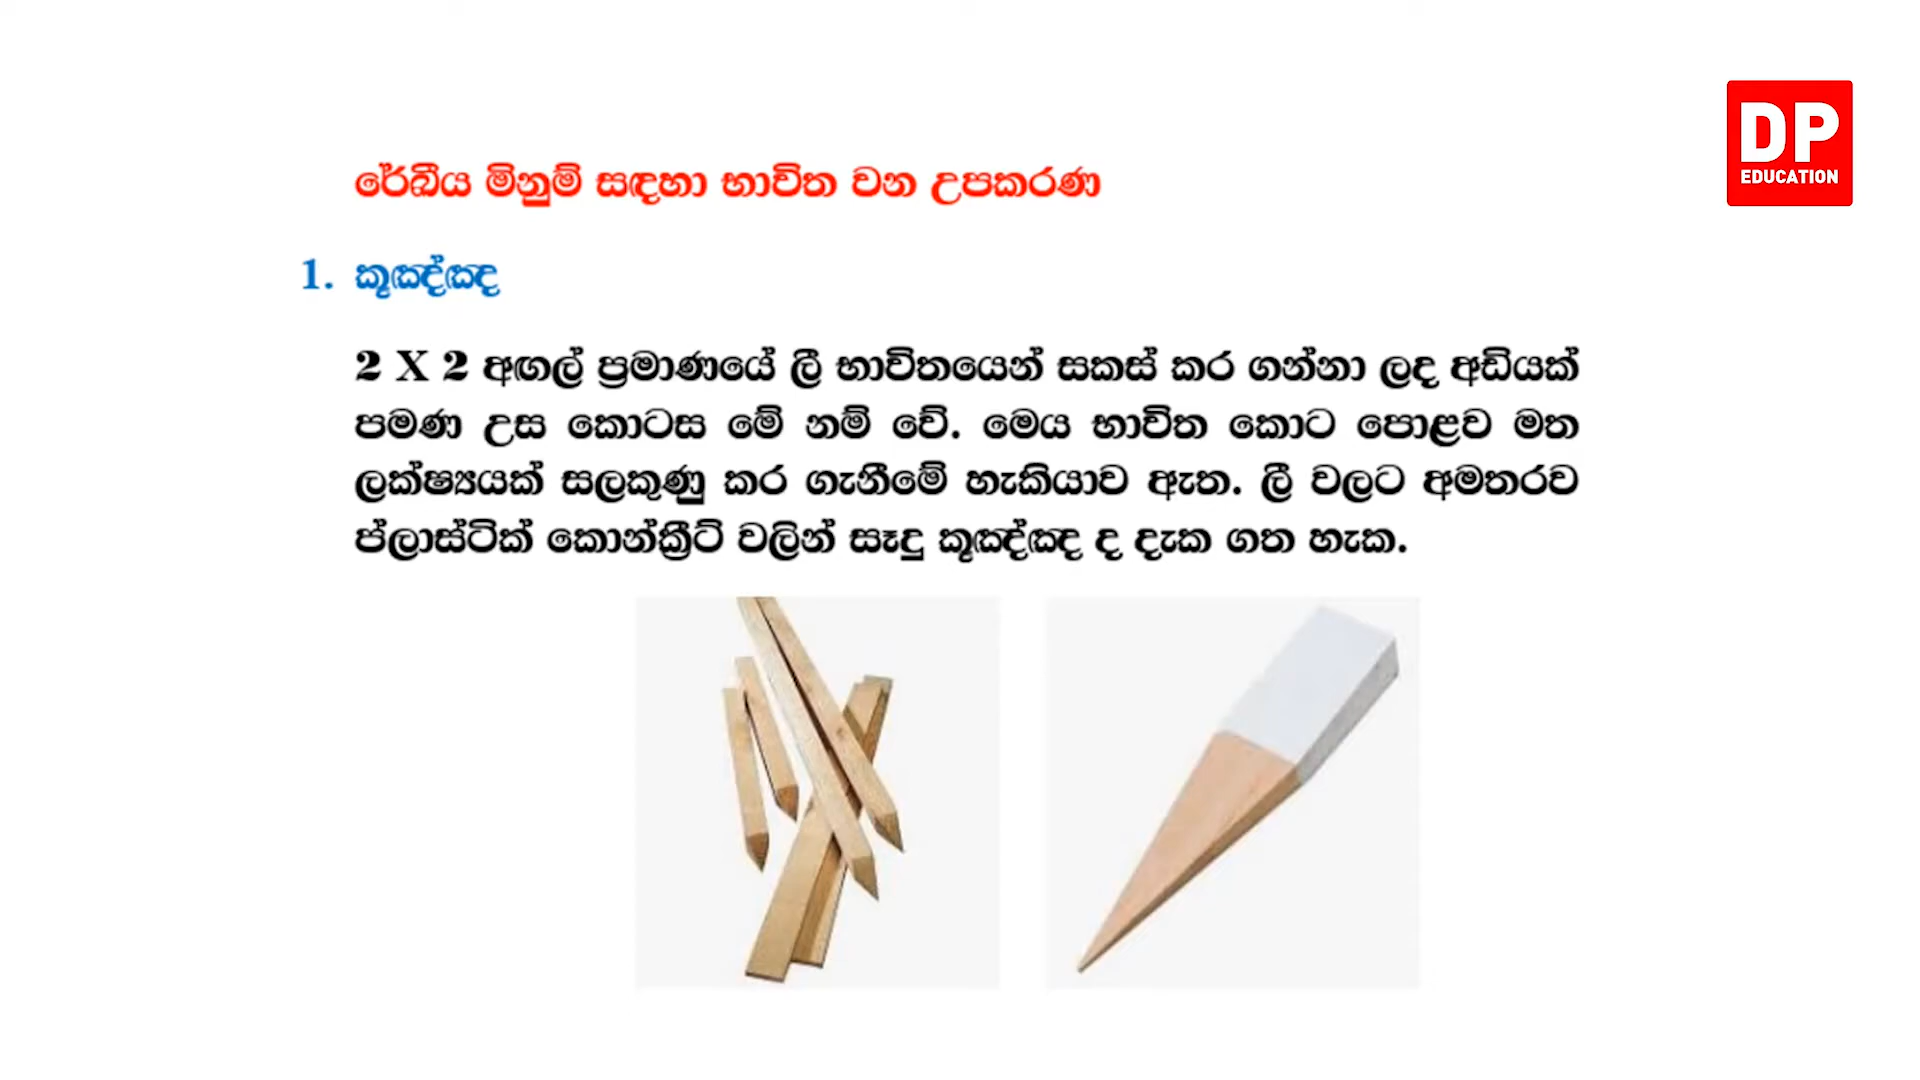 DP
EDUCATION
රේඛීය මිනුම් සඳහා භාවිත වන උපකරණ
1. කූඤ්ඤ
2 X 2 අඟල් ප්‍රමාණයේ ලී භාවිතයෙන් සකස් කර ගන්නා ලද අඩියක්
පමණ උස කොටස මේ නම් වේ. මෙය භාවිත කොට පොළව මත
ලක්ෂ්‍යයක් සලකුණු කර ගැනීමේ හැකියාව ඇත. ලී වලට අමතරව
ප්ලාස්ටික් කොන්ක්‍රීට් වලින් සෑදූ කූඤ්ඤ ද දැක ගත හැක.